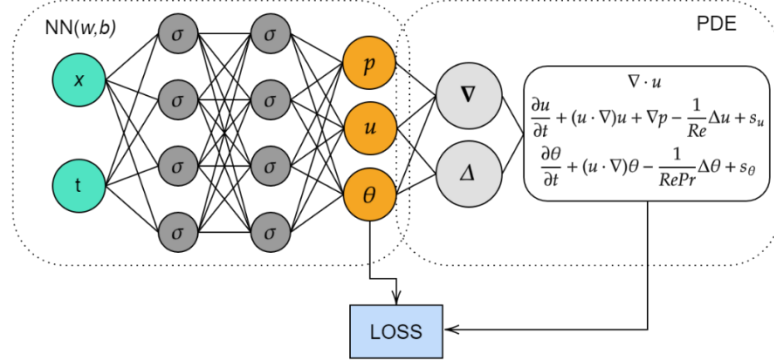 NN(w,b)
PDE
x
t
σ σ
σ σ
σ σ
σ σ
p
u
θ
∇
Δ
∇ · u
∂u/∂t + (u · ∇)u + ∇p − 1/Re Δu + s_u
∂θ/∂t + (u · ∇)θ − 1/RePr Δθ + s_θ
LOSS